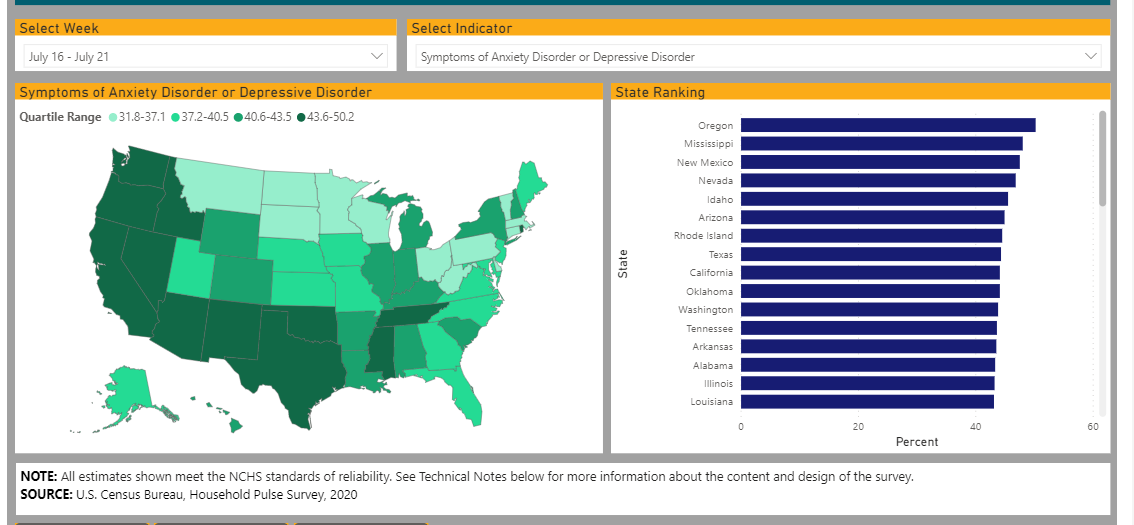 Select Week
Select Indicator
July 16 - July 21
Symptoms of Anxiety Disorder or Depressive Disorder
Symptoms of Anxiety Disorder or Depressive Disorder
State Ranking
Quartile Range 31.8-37.1 37.2-40.5 40.6-43.5 43.6-50.2
Oregon
Mississippi
New Mexico
Nevada
Idaho
Arizona
Rhode Island
Texas
California
Oklahoma
Washington
Tennessee
Arkansas
Alabama
Illinois
Louisiana
State
0 20 40 60
Percent
NOTE: All estimates shown meet the NCHS standards of reliability. See Technical Notes below for more information about the content and design of the survey.
SOURCE: U.S. Census Bureau, Household Pulse Survey, 2020